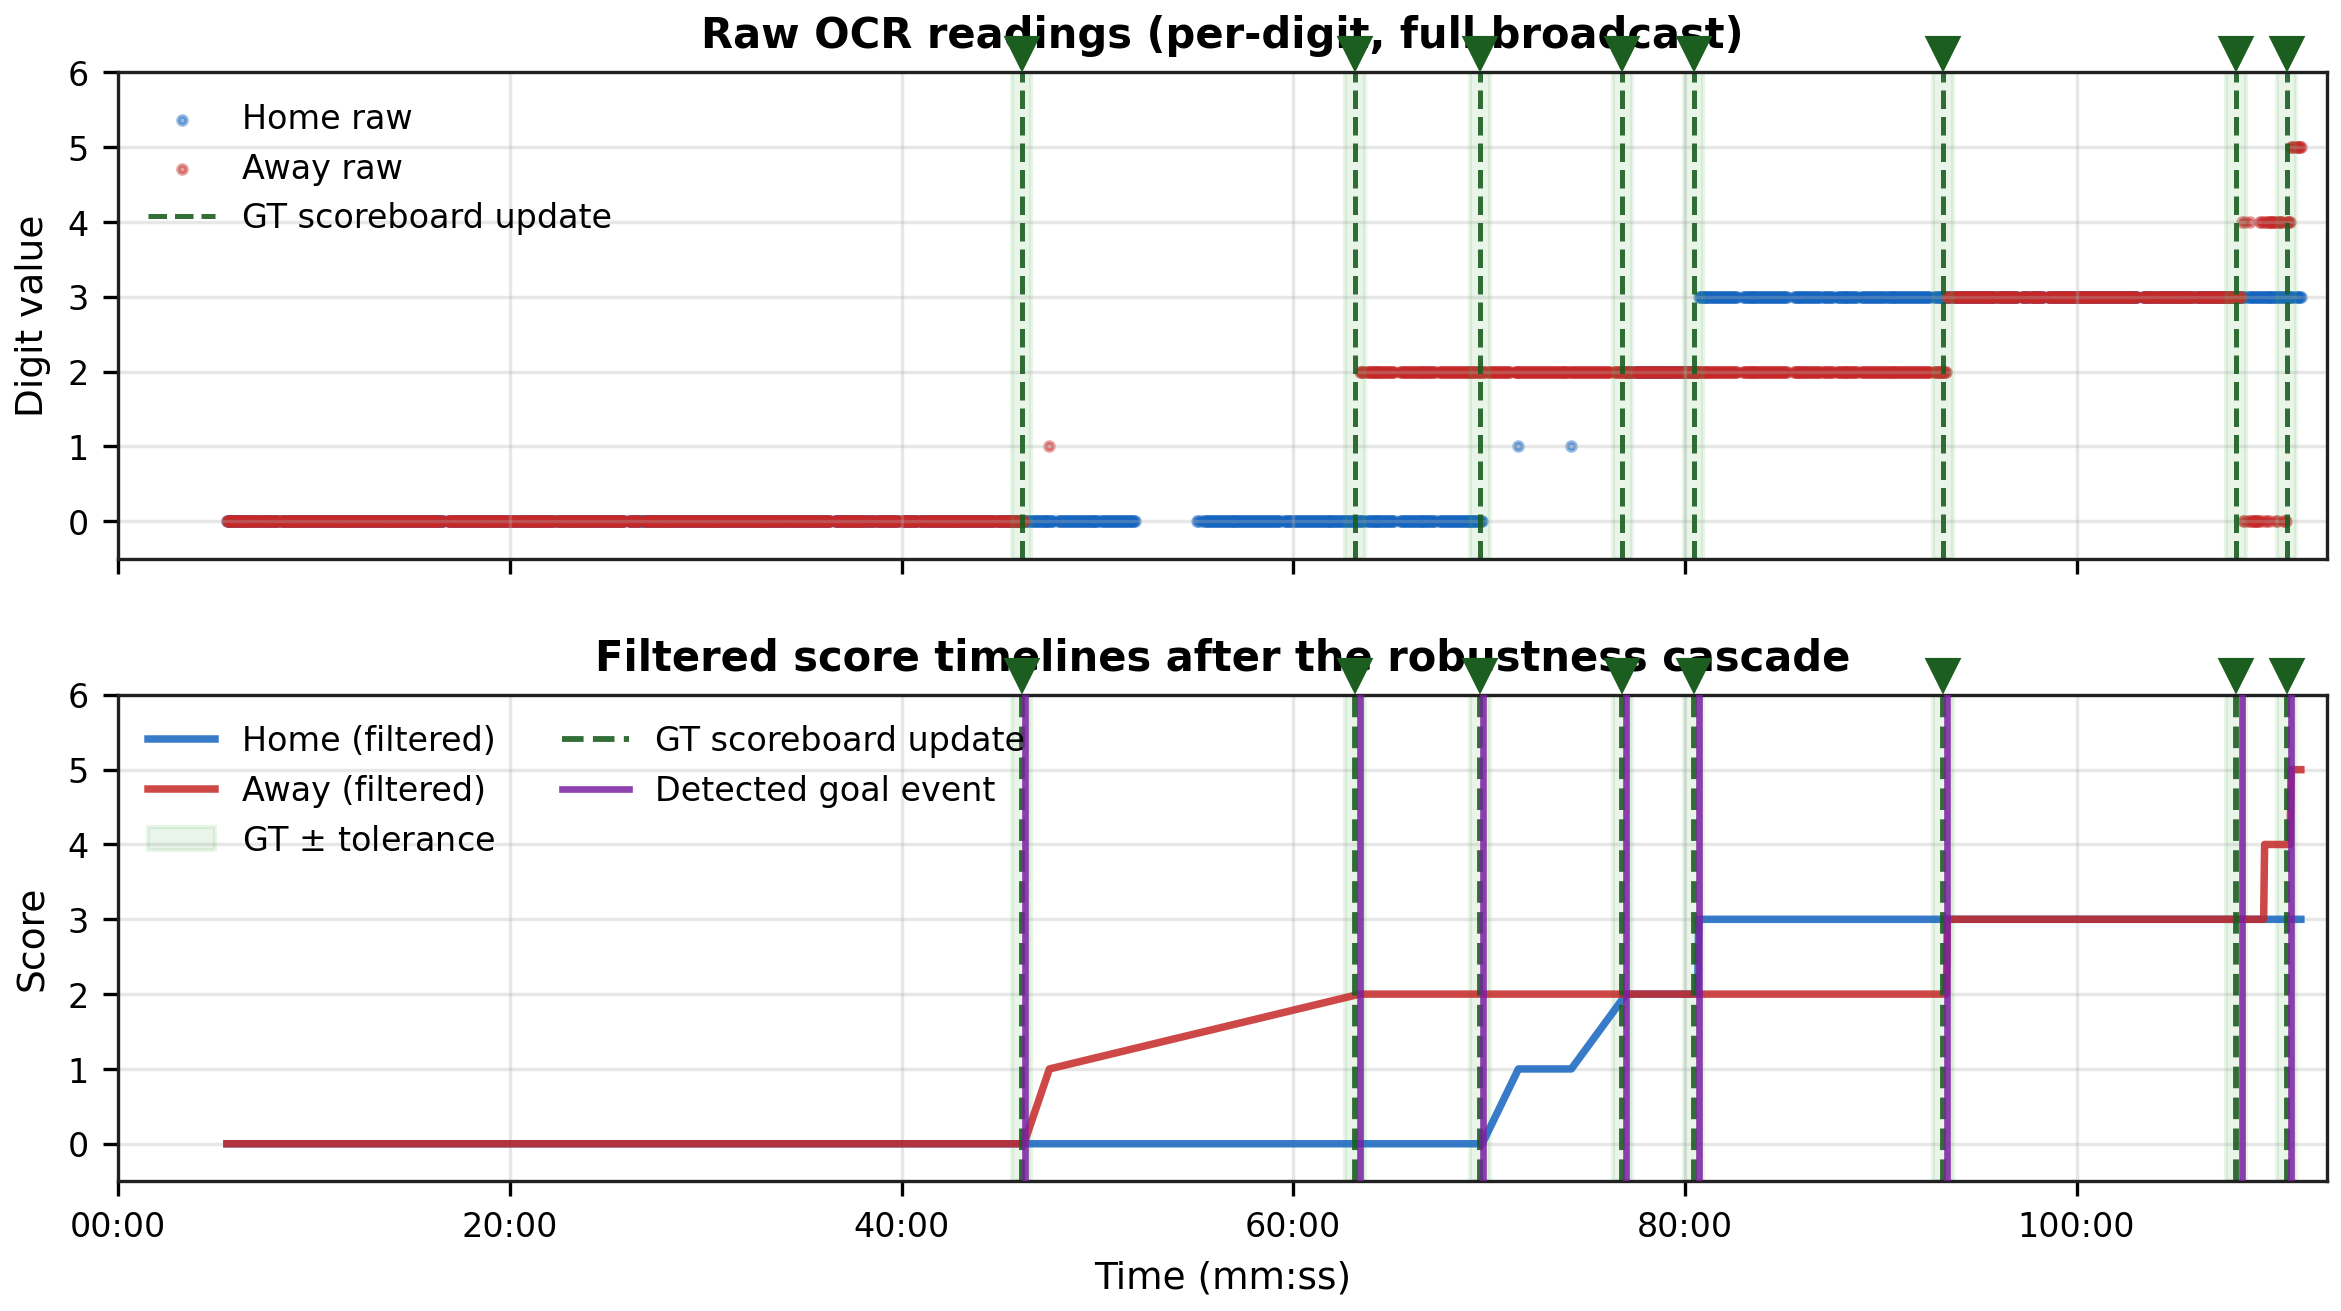 Raw OCR readings (per-digit, full broadcast)
6
5
4
3
2
1
0
Digit value
Home raw
Away raw
GT scoreboard update
Filtered score timelines after the robustness cascade
6
5
4
3
2
1
0
Score
Home (filtered)
Away (filtered)
GT ± tolerance
GT scoreboard update
Detected goal event
00:00
20:00
40:00
60:00
80:00
100:00
Time (mm:ss)